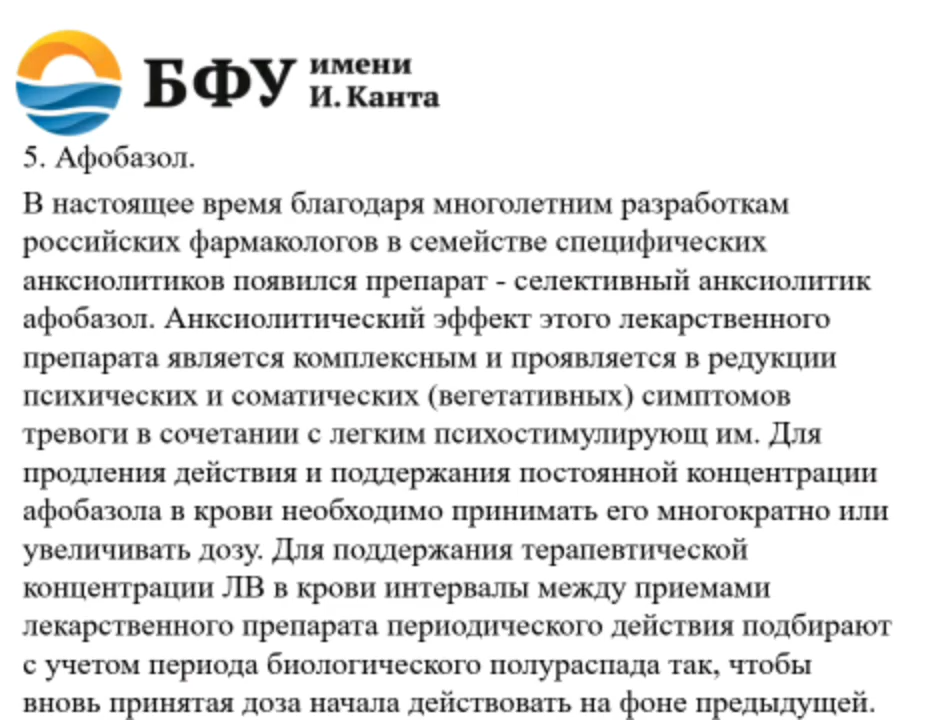 БФУ имени
И. Канта
5. Афобазол.
В настоящее время благодаря многолетним разработкам
российских фармакологов в семействе специфических
анксиолитиков появился препарат - селективный анксиолитик
афобазол. Анксиолитический эффект этого лекарственного
препарата является комплексным и проявляется в редукции
психических и соматических (вегетативных) симптомов
тревоги в сочетании с легким психостимулирующ им. Для
продления действия и поддержания постоянной концентрации
афобазола в крови необходимо принимать его многократно или
увеличивать дозу. Для поддержания терапевтической
концентрации ЛВ в крови интервалы между приемами
лекарственного препарата периодического действия подбирают
с учетом периода биологического полураспада так, чтобы
вновь принятая доза начала действовать на фоне предыдущей.